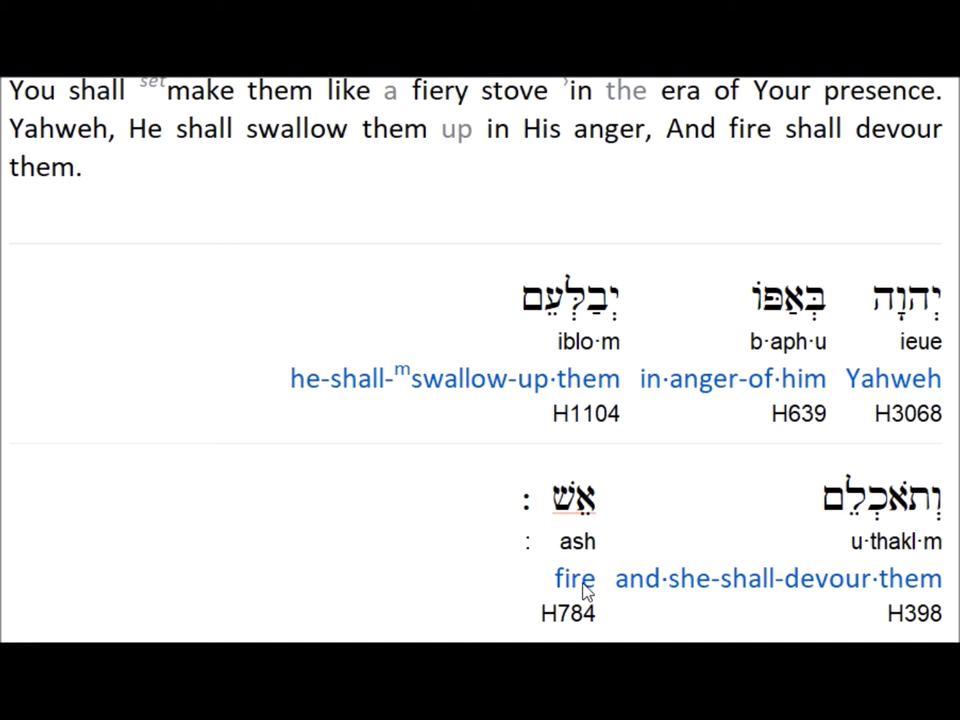 You shall set make them like a fiery stove ›in the era of Your presence.
Yahweh, He shall swallow them up in His anger, And fire shall devour
them.
יְהוָה בְּאַפּוֹ יְבַלְּעֵם
ieue b·aph·u iblo·m
Yahweh in·anger-of·him he-shall-mswallow-up·them
H3068 H639 H1104
וְתֹאכְלֵם אֵשׁ :
u·thakl·m ash :
and·she-shall-devour·them fire
H398 H784